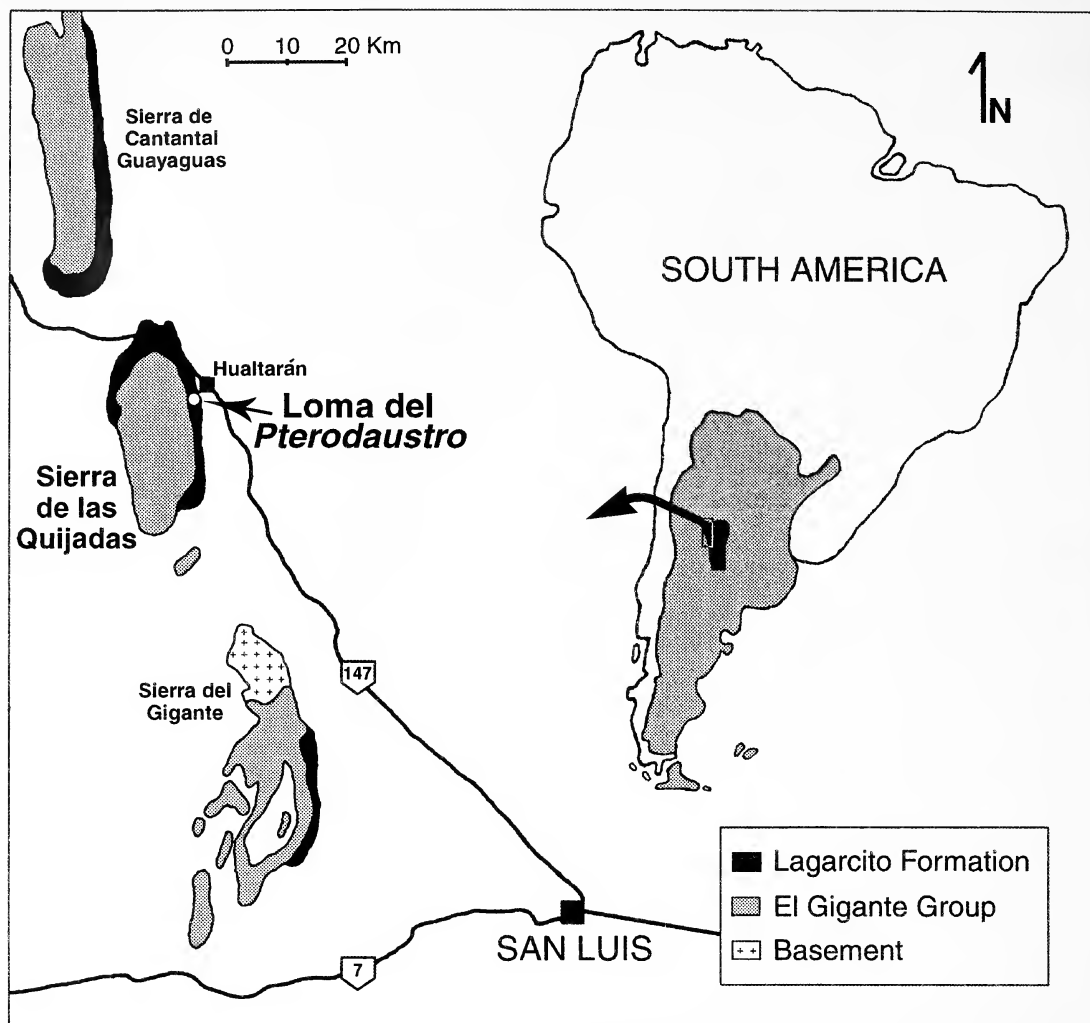 0 10 20 Km
Sierra de
Cantantal
Guayaguas
N
SOUTH AMERICA
Hualtarán
Loma del
Pterodaustro
Sierra
de las
Quijadas
147
Sierra del
Gigante
SAN LUIS
7
Lagarcito Formation
El Gigante Group
Basement